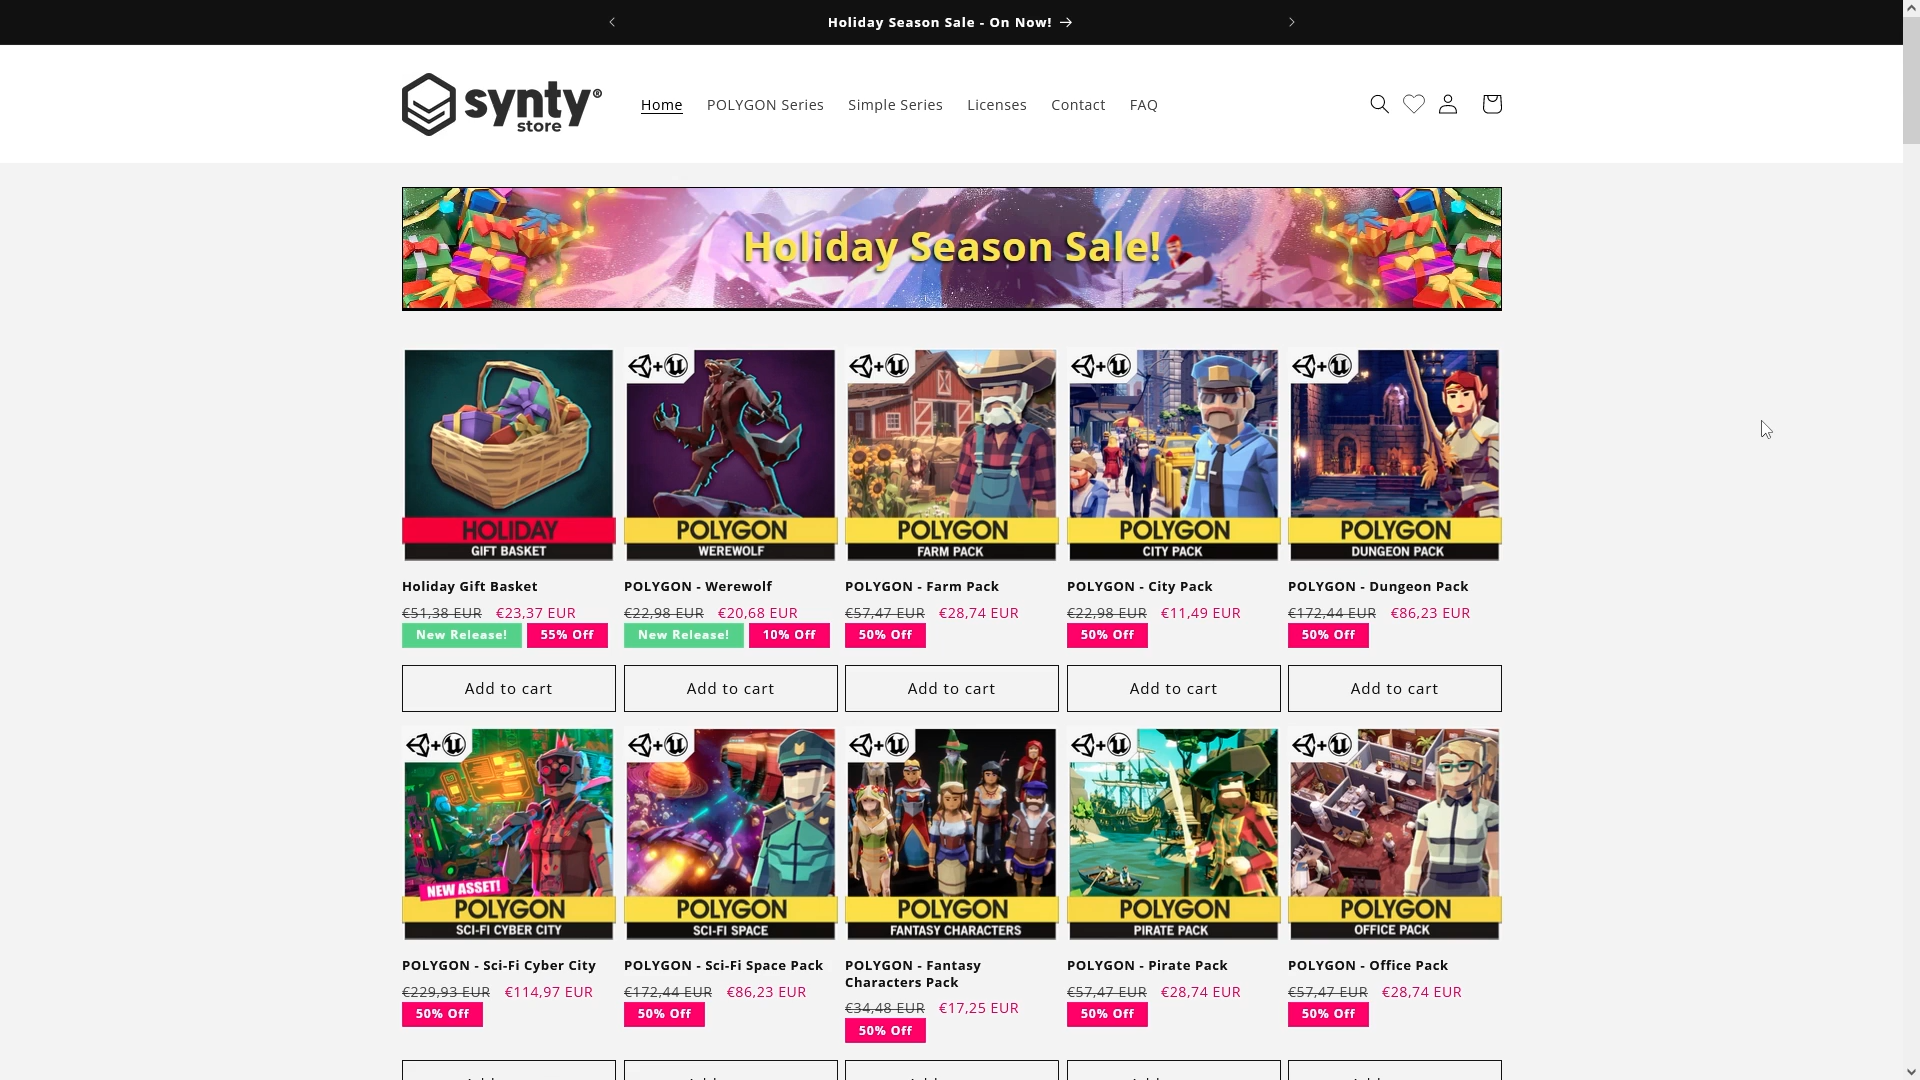 Holiday Season Sale - On Now! →
synty®
store
Home POLYGON Series Simple Series Licenses Contact FAQ
Holiday Season Sale!
HOLIDAY
GIFT BASKET
POLYGON
WEREWOLF
POLYGON
FARM PACK
POLYGON
CITY PACK
POLYGON
DUNGEON PACK
Holiday Gift Basket
€51,38 EUR €23,37 EUR
New Release! 55% Off
Add to cart
POLYGON - Werewolf
€22,98 EUR €20,68 EUR
New Release! 10% Off
Add to cart
POLYGON - Farm Pack
€57,47 EUR €28,74 EUR
50% Off
Add to cart
POLYGON - City Pack
€22,98 EUR €11,49 EUR
50% Off
Add to cart
POLYGON - Dungeon Pack
€172,44 EUR €86,23 EUR
50% Off
Add to cart
NEW ASSET!
POLYGON
SCI-FI CYBER CITY
POLYGON
SCI-FI SPACE
POLYGON
FANTASY CHARACTERS
POLYGON
PIRATE PACK
POLYGON
OFFICE PACK
POLYGON - Sci-Fi Cyber City
€229,93 EUR €114,97 EUR
50% Off
POLYGON - Sci-Fi Space Pack
€172,44 EUR €86,23 EUR
50% Off
POLYGON - Fantasy
Characters Pack
€34,48 EUR €17,25 EUR
50% Off
POLYGON - Pirate Pack
€57,47 EUR €28,74 EUR
50% Off
POLYGON - Office Pack
€57,47 EUR €28,74 EUR
50% Off